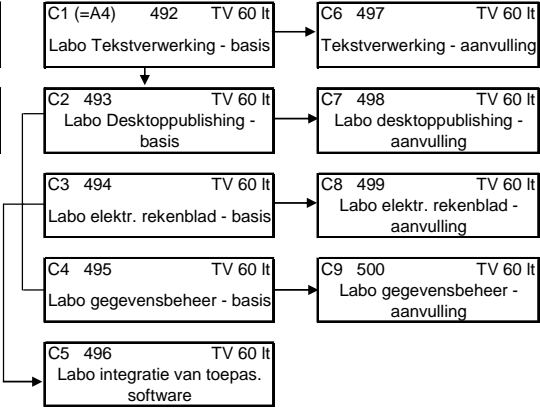 C1 (=A4) 492 TV 60 lt
Labo Tekstverwerking - basis
C6 497 TV 60 lt
Tekstverwerking - aanvulling
C2 493 TV 60 lt
Labo Desktoppublishing -
basis
C7 498 TV 60 lt
Labo desktoppublishing -
aanvulling
C3 494 TV 60 lt
Labo elektr. rekenblad - basis
C8 499 TV 60 lt
Labo elektr. rekenblad -
aanvulling
C4 495 TV 60 lt
Labo gegevensbeheer - basis
C9 500 TV 60 lt
Labo gegevensbeheer -
aanvulling
C5 496 TV 60 lt
Labo integratie van toepas.
software